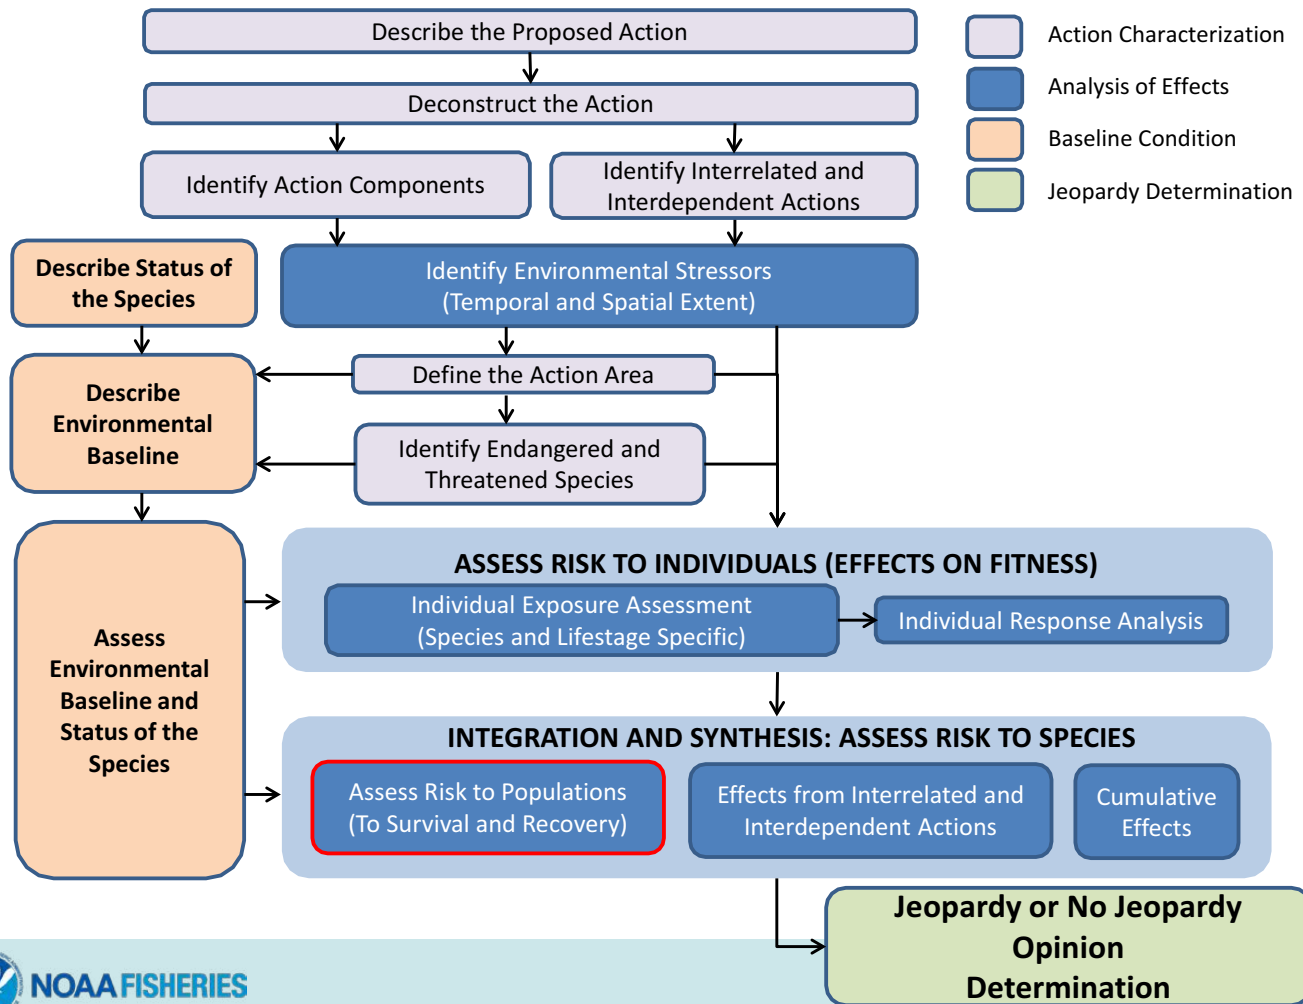 Describe the Proposed Action
Deconstruct the Action
Identify Action Components
Identify Interrelated and
Interdependent Actions
Action Characterization
Analysis of Effects
Baseline Condition
Jeopardy Determination
Describe Status of
the Species
Identify Environmental Stressors
(Temporal and Spatial Extent)
Define the Action Area
Describe
Environmental
Baseline
Identify Endangered and
Threatened Species
ASSESS RISK TO INDIVIDUALS (EFFECTS ON FITNESS)
Individual Exposure Assessment
(Species and Lifestage Specific)
Individual Response Analysis
Assess
Environmental
Baseline and
Status of the
Species
INTEGRATION AND SYNTHESIS: ASSESS RISK TO SPECIES
Assess Risk to Populations
(To Survival and Recovery)
Effects from Interrelated and
Interdependent Actions
Cumulative
Effects
Jeopardy or No Jeopardy
Opinion
Determination
NOAA FISHERIES